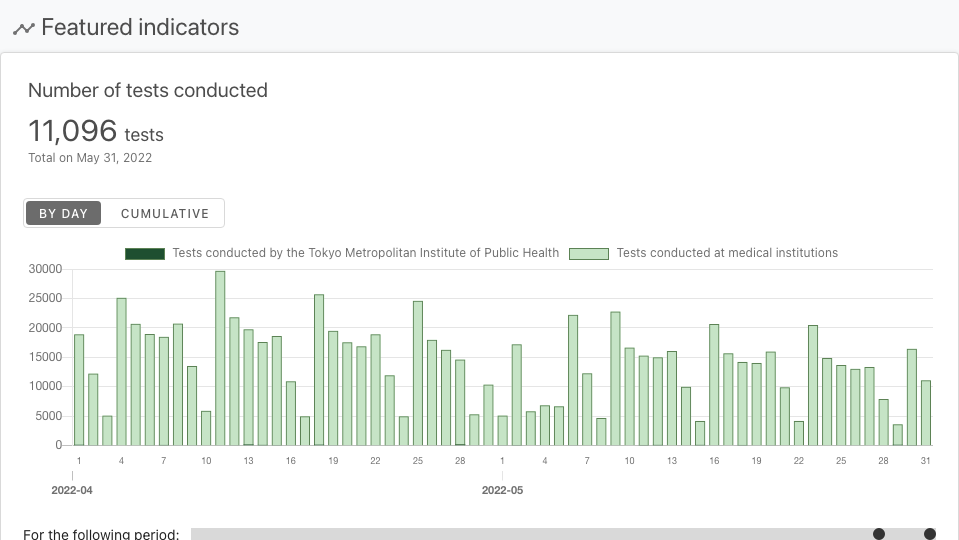 Featured indicators
Number of tests conducted
11,096 tests
Total on May 31, 2022
BY DAY CUMULATIVE
Tests conducted by the Tokyo Metropolitan Institute of Public Health Tests conducted at medical institutions
30000
25000
20000
15000
10000
5000
0
1 4 7 10 13 16 19 22 25 28 1 4 7 10 13 16 19 22 25 28 31
2022-04 2022-05
For the following period: